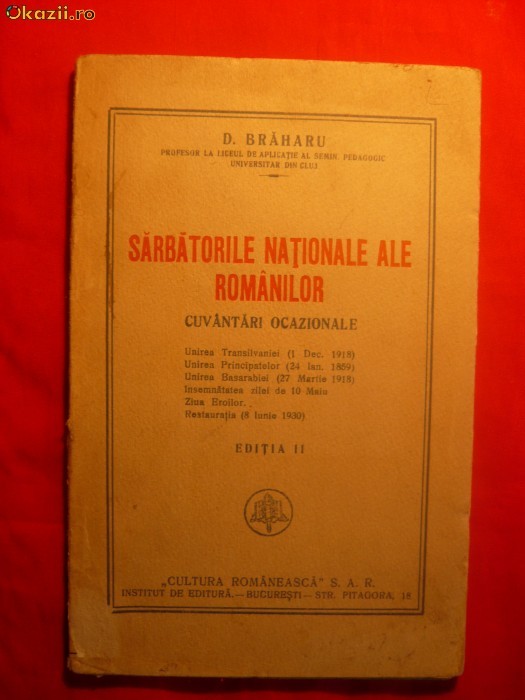 Okazii.ro
D. BRĂHARU
PROFESOR LA LICEUL DE APLICAȚIE AL SEMIN. PEDAGOGIC
UNIVERSITAR DIN CLUJ
SĂRBĂTORILE NAȚIONALE ALE
ROMÂNILOR
CUVÂNTĂRI OCAZIONALE
Unirea Transilvaniei (1 Dec. 1918)
Unirea Principatelor (24 Ian. 1859)
Unirea Basarabiei (27 Martie 1918)
Insemnătatea zilei de 10 Maiu
Ziua Eroilor.
Restaurația (8 Iunie 1930)
EDIȚIA II
„CULTURA ROMÂNEASCĂ" S. A. R.
INSTITUT DE EDITURĂ.—BUCUREȘTI— STR. PITAGORA, 18